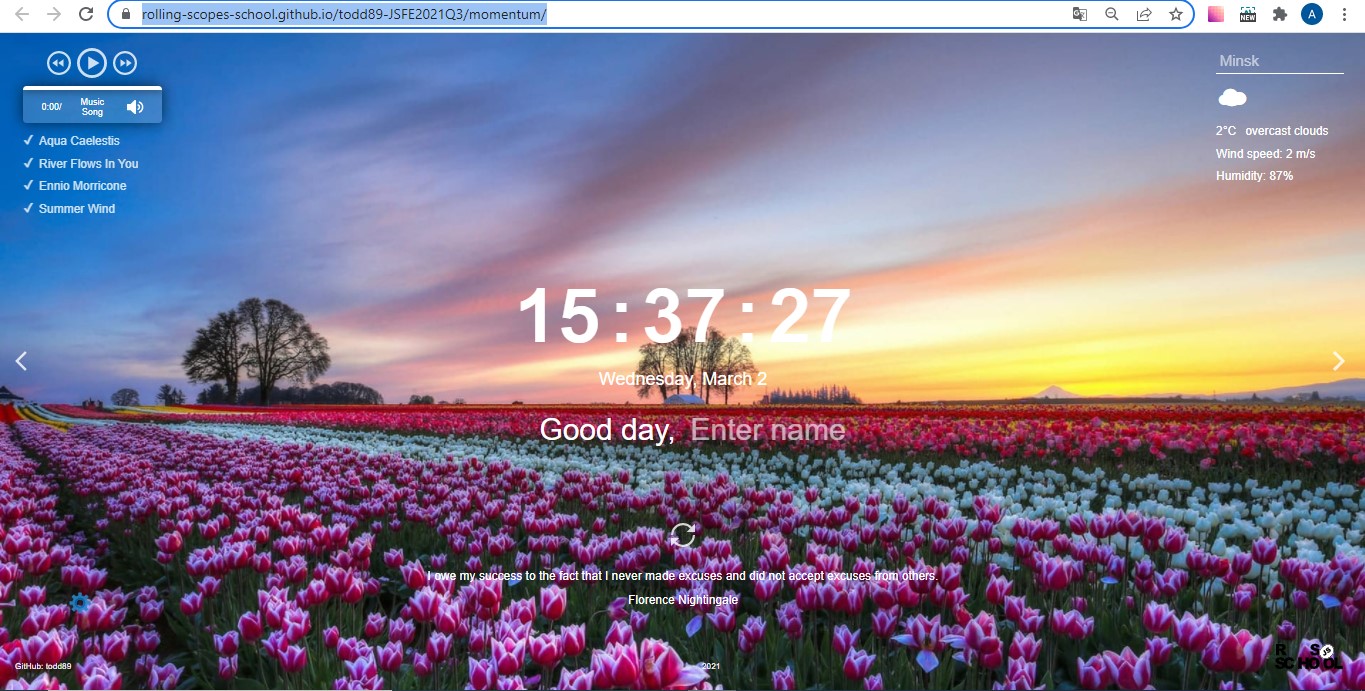 rolling-scopes-school.github.io/todd89-JSFE2021Q3/momentum/
NEW
A
Minsk
0:00/
Music
Song
2°C overcast clouds
Wind speed: 2 m/s
Humidity: 87%
Aqua Caelestis
River Flows In You
Ennio Morricone
Summer Wind
15:37:27
Wednesday, March 2
Good day, Enter name
I owe my success to the fact that I never made excuses and did not accept excuses from others.
Florence Nightingale
GitHub: todd89
2021
RS
SCHOOL